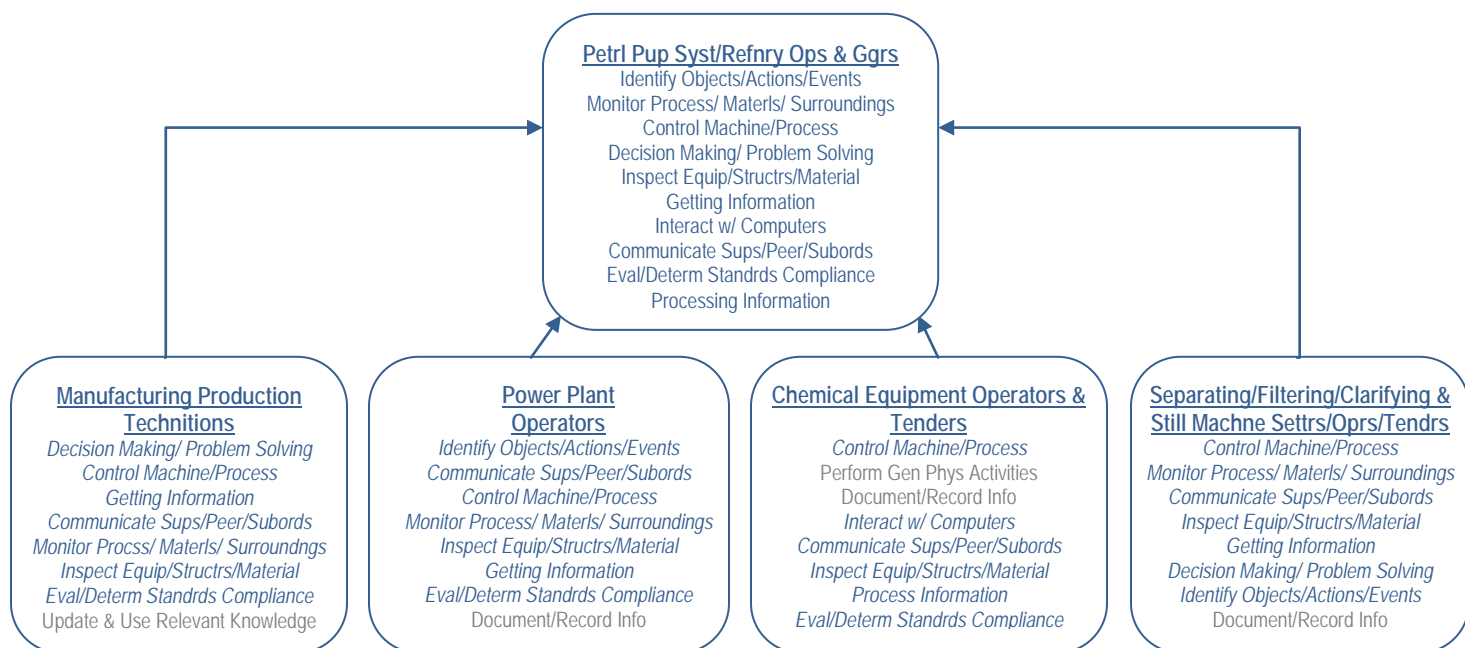 Petrl Pup Syst/Refnry Ops & Ggrs
Identify Objects/Actions/Events
Monitor Process/ Materls/ Surroundings
Control Machine/Process
Decision Making/ Problem Solving
Inspect Equip/Structrs/Material
Getting Information
Interact w/ Computers
Communicate Sups/Peer/Subords
Eval/Determ Standrds Compliance
Processing Information
Manufacturing Production
Technitions
Decision Making/ Problem Solving
Control Machine/Process
Getting Information
Communicate Sups/Peer/Subords
Monitor Procss/ Materls/ Surroundngs
Inspect Equip/Structrs/Material
Eval/Determ Standrds Compliance
Update & Use Relevant Knowledge
Power Plant
Operators
Identify Objects/Actions/Events
Communicate Sups/Peer/Subords
Control Machine/Process
Monitor Process/ Materls/ Surroundings
Inspect Equip/Structrs/Material
Getting Information
Eval/Determ Standrds Compliance
Document/Record Info
Chemical Equipment Operators &
Tenders
Control Machine/Process
Perform Gen Phys Activities
Document/Record Info
Interact w/ Computers
Communicate Sups/Peer/Subords
Inspect Equip/Structrs/Material
Process Information
Eval/Determ Standrds Compliance
Separating/Filtering/Clarifying &
Still Machne Settrs/Oprs/Tendrs
Control Machine/Process
Monitor Process/ Materls/ Surroundings
Communicate Sups/Peer/Subords
Inspect Equip/Structrs/Material
Getting Information
Decision Making/ Problem Solving
Identify Objects/Actions/Events
Document/Record Info